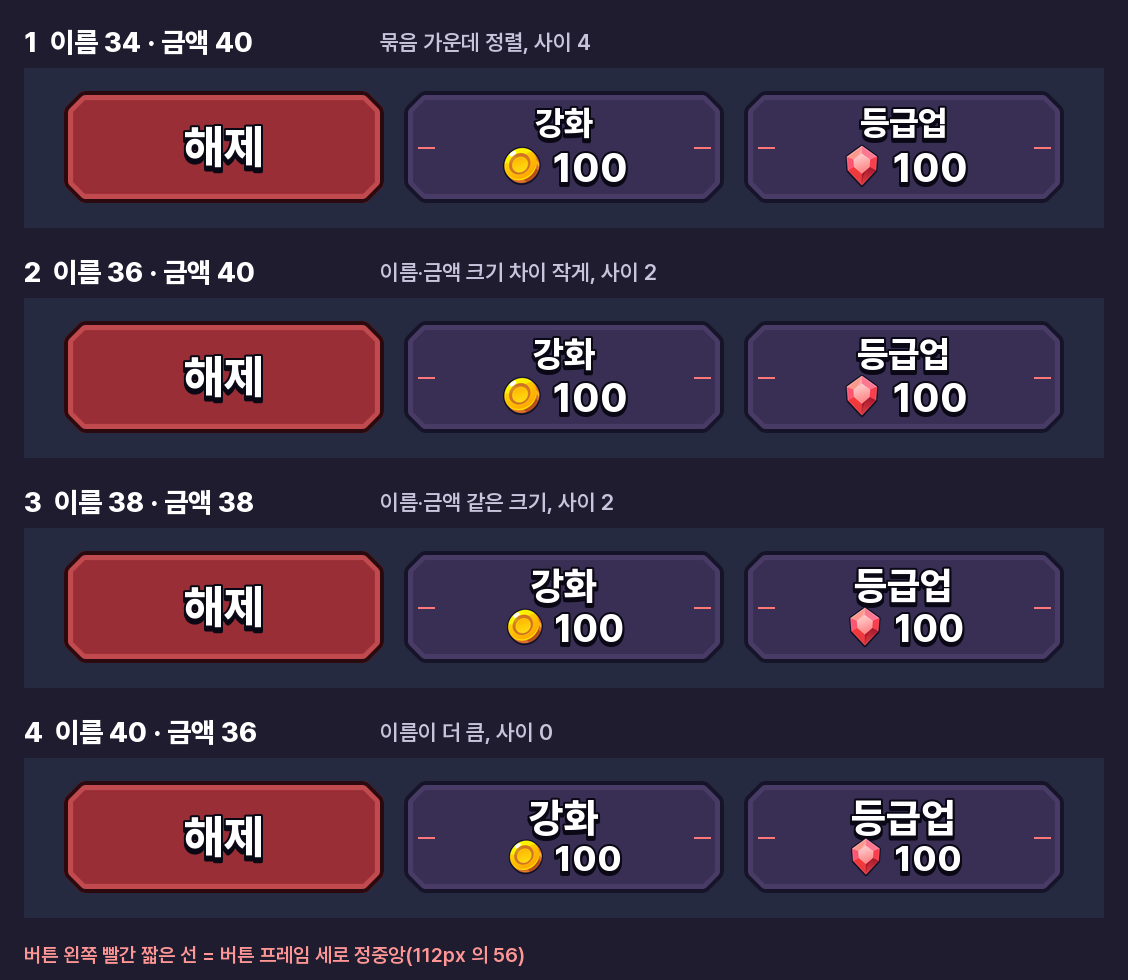 1 이름 34 · 금액 40 묶음 가운데 정렬, 사이 4
해제 강화 등급업
100 100
2 이름 36 · 금액 40 이름·금액 크기 차이 작게, 사이 2
해제 강화 등급업
100 100
3 이름 38 · 금액 38 이름·금액 같은 크기, 사이 2
해제 강화 등급업
100 100
4 이름 40 · 금액 36 이름이 더 큼, 사이 0
해제 강화 등급업
100 100
버튼 왼쪽 빨간 짧은 선 = 버튼 프레임 세로 정중앙(112px 의 56)